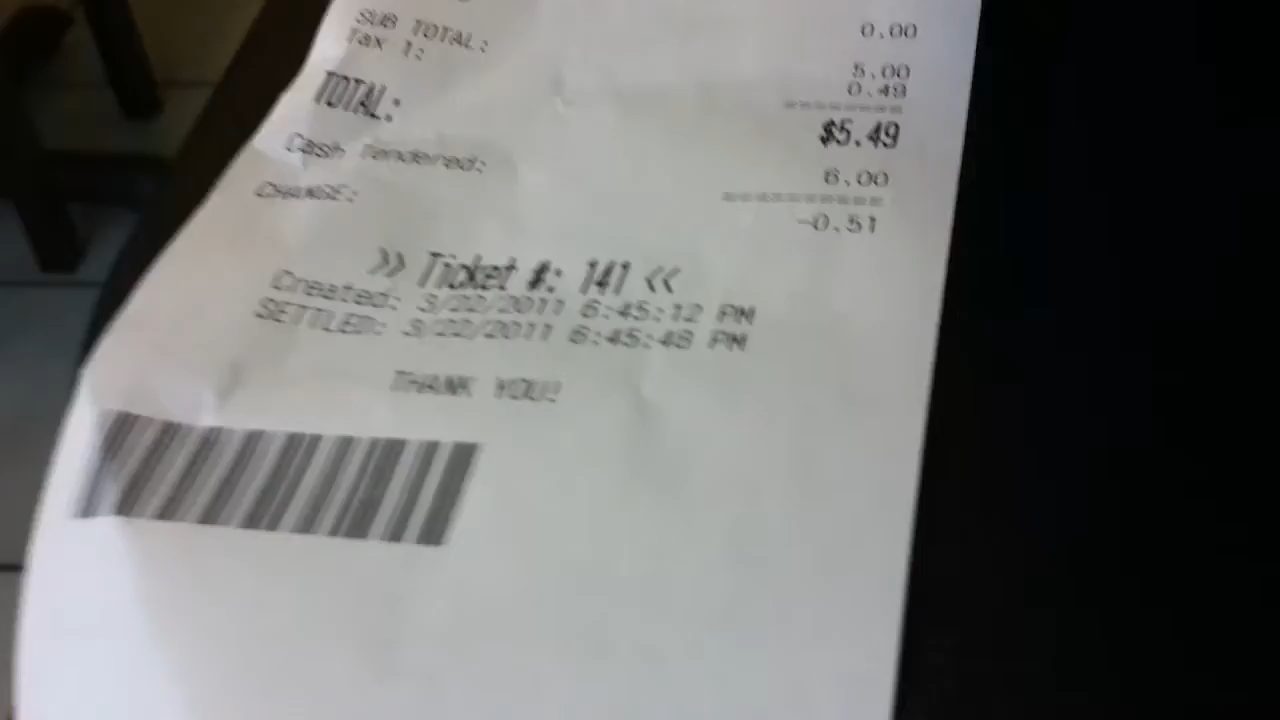 0.00
SUB TOTAL: 5.00
Tax 1: 0.49
=========
TOTAL: $5.49
Cash Tendered: 6.00
============
CHANGE: -0.51
>> Ticket #: 141 <<
Created: 3/22/2011 6:45:12 PM
SETTLED: 3/22/2011 6:45:48 PM
THANK YOU!